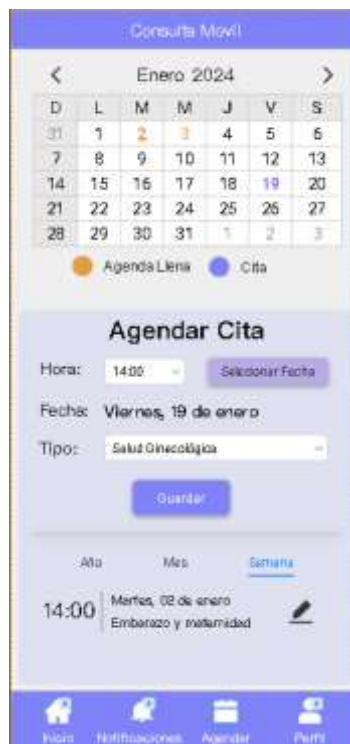 Consulta Movil
< Enero 2024 >
D L M M J V S
31 1 2 3 4 5 6
7 8 9 10 11 12 13
14 15 16 17 18 19 20
21 22 23 24 25 26 27
28 29 30 31 1 2 3
Agenda Llena Cita
Agendar Cita
Hora: 14:00 Selecionar Fecha
Fecha: Viernes, 19 de enero
Tipo: Salud Ginecológica
Guardar
Año Mes Semana
14:00 Martes, 02 de enero
Embarazo y maternidad
Inicio Notificaciones Agendar Perfil